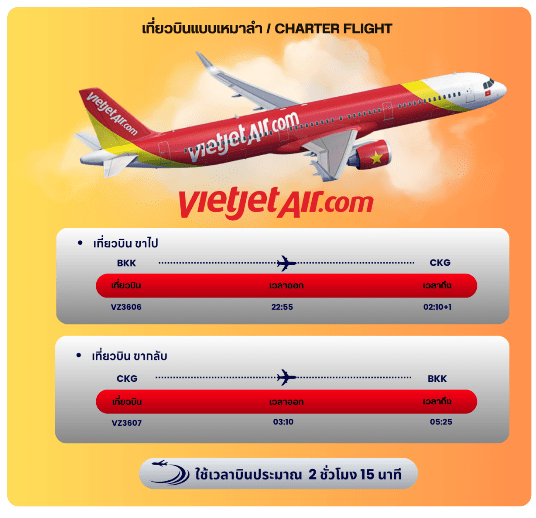 เที่ยวบินแบบเหมาลำ / CHARTER FLIGHT
vietjetAir.com
vietjetAir.com
vietjetAir.com
• เที่ยวบิน ขาไป
BKK CKG
เที่ยวบิน เวลาออก เวลาถึง
VZ3606 22:55 02:10+1
• เที่ยวบิน ขากลับ
CKG BKK
เที่ยวบิน เวลาออก เวลาถึง
VZ3607 03:10 05:25
ใช้เวลาบินประมาณ 2 ชั่วโมง 15 นาที